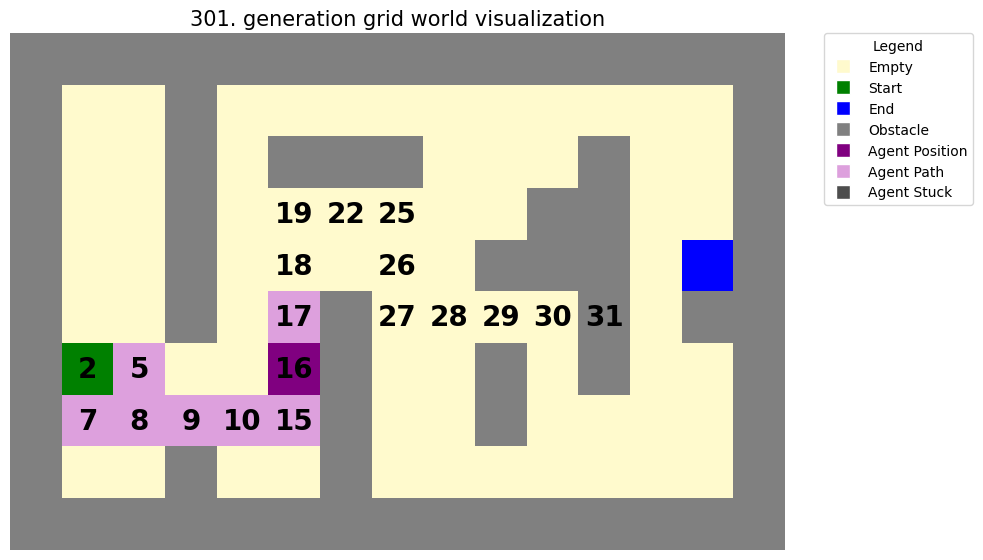 301. generation grid world visualization
Legend
Empty
Start
End
Obstacle
Agent Position
Agent Path
Agent Stuck
19 22 25
18 26
17 27 28 29 30 31
2 5 16
7 8 9 10 15